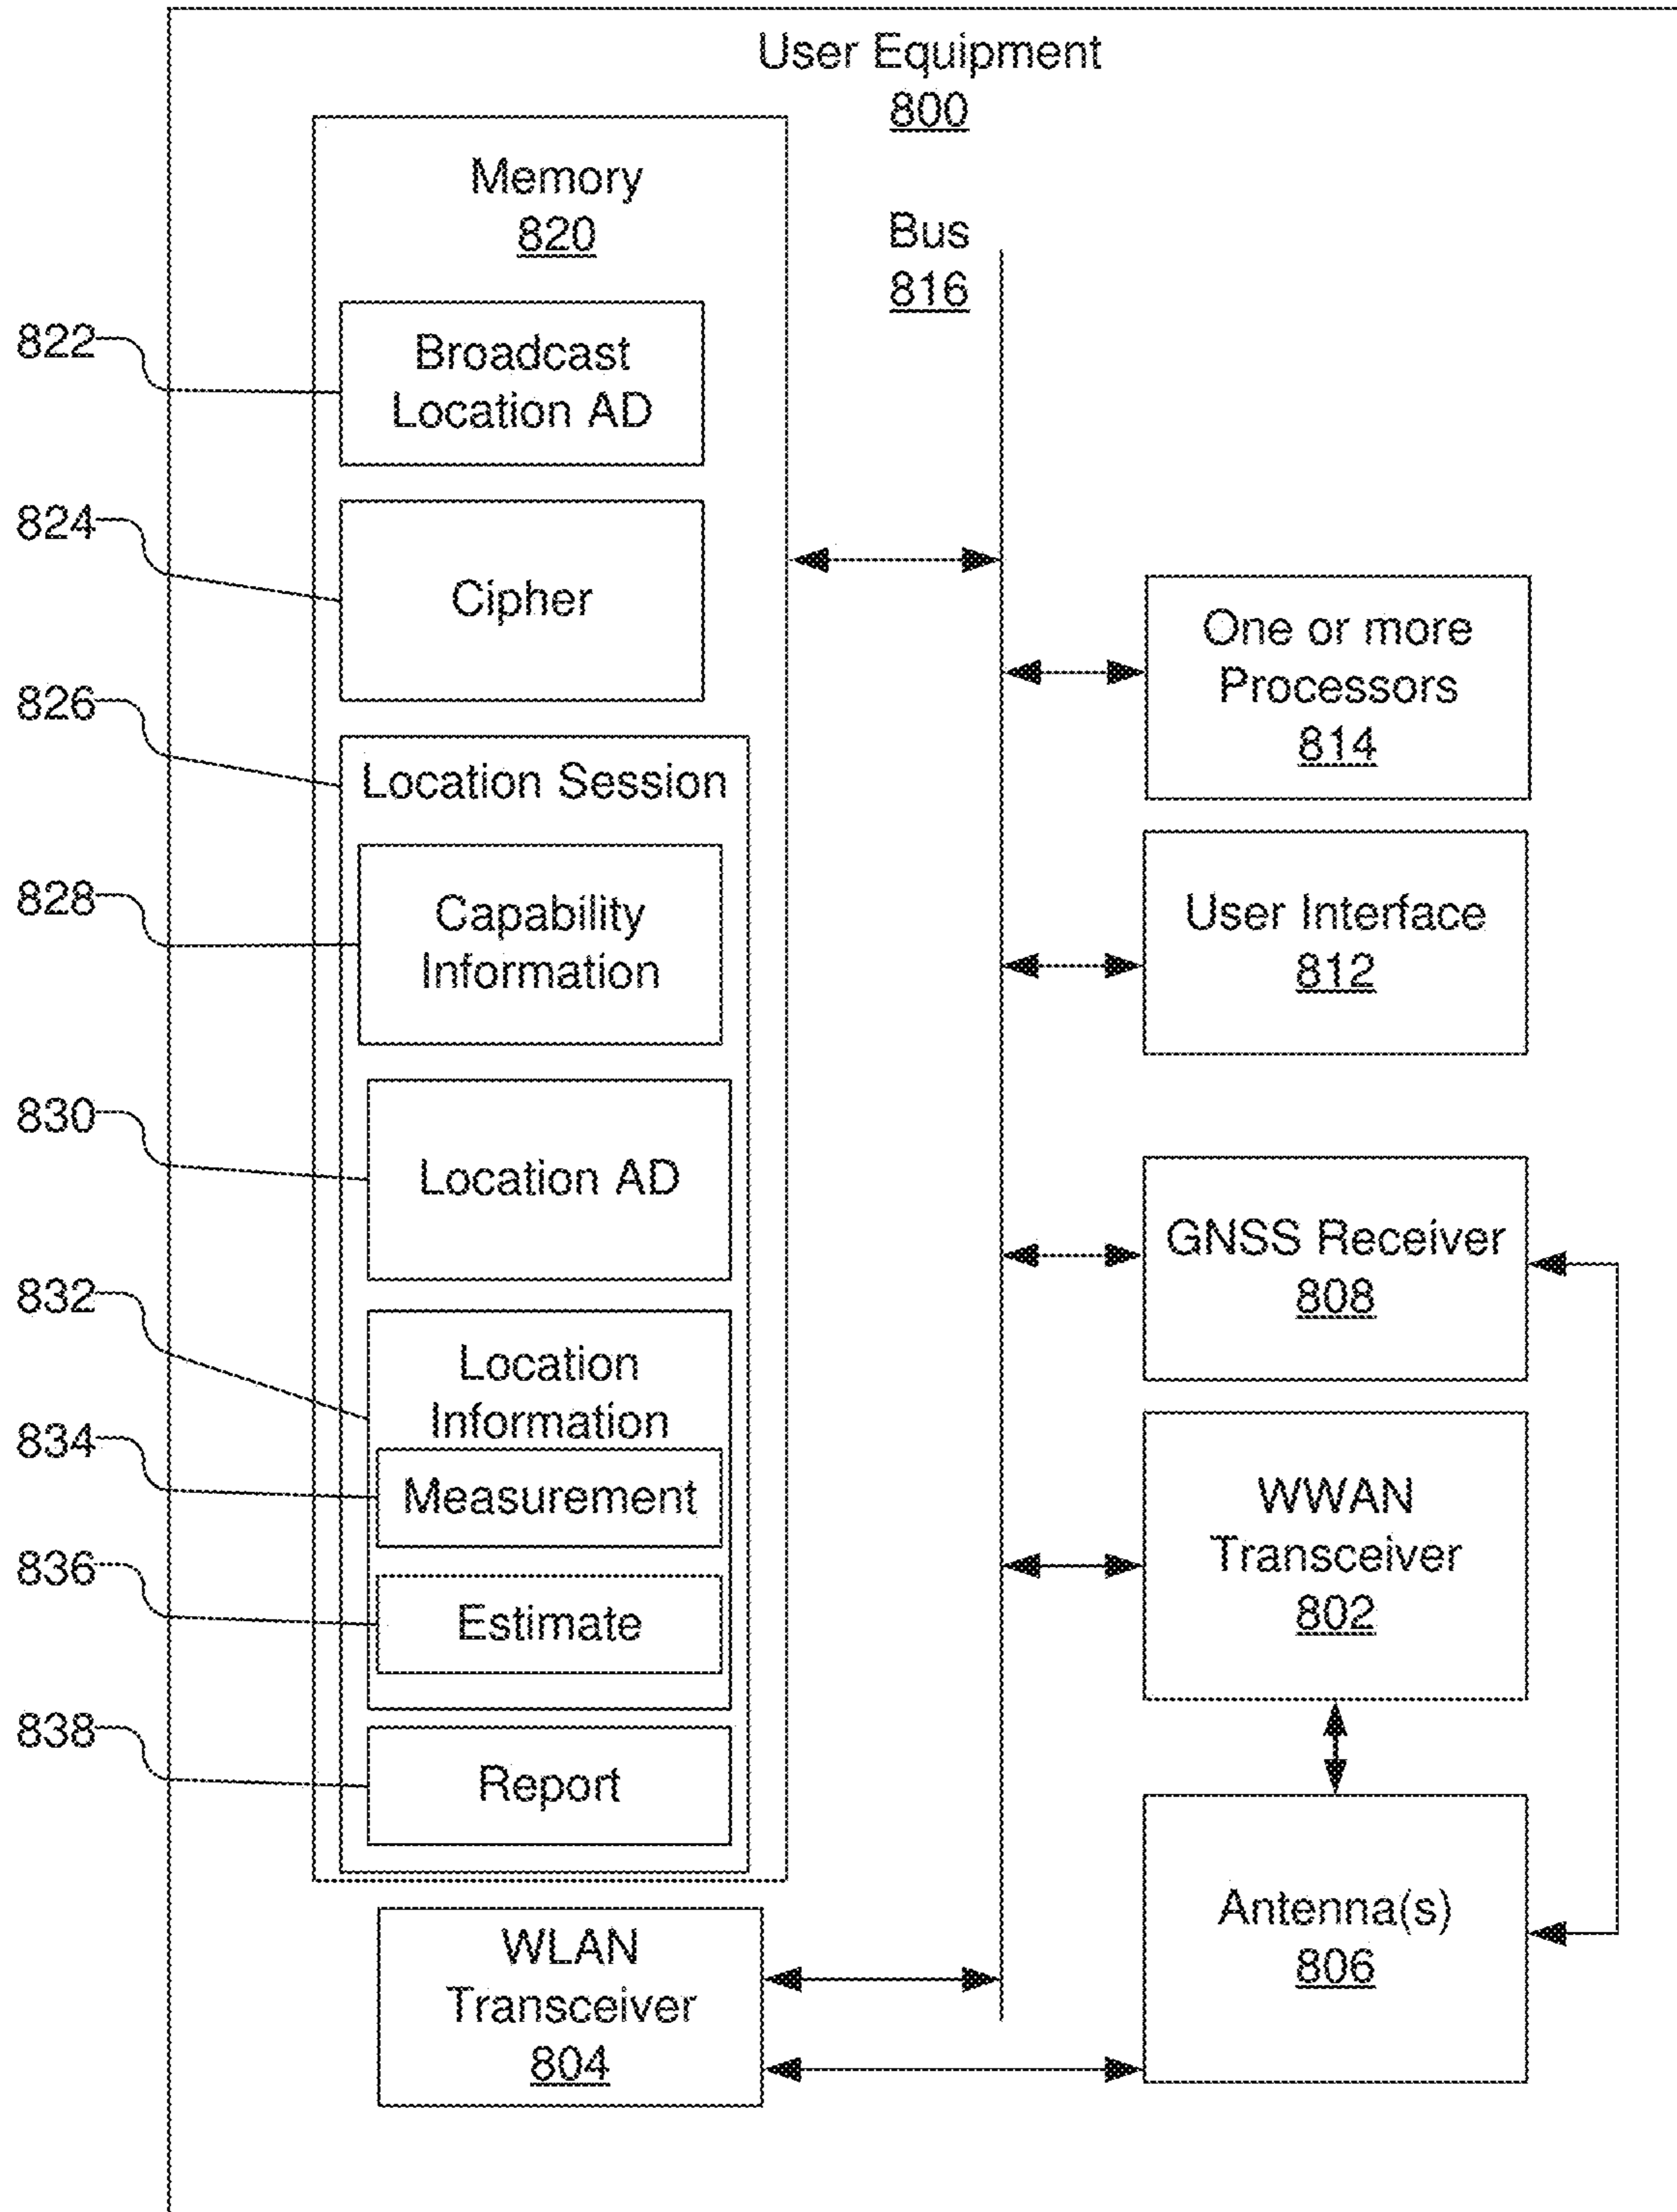 User Equipment
800
Memory
820
Bus
816
822
Broadcast
Location AD
824
Cipher
826
Location Session
828
Capability
Information
830
Location AD
832
Location
Information
834
Measurement
836
Estimate
838
Report
One or more
Processors
814
User Interface
812
GNSS Receiver
808
WWAN
Transceiver
802
Antenna(s)
806
WLAN
Transceiver
804